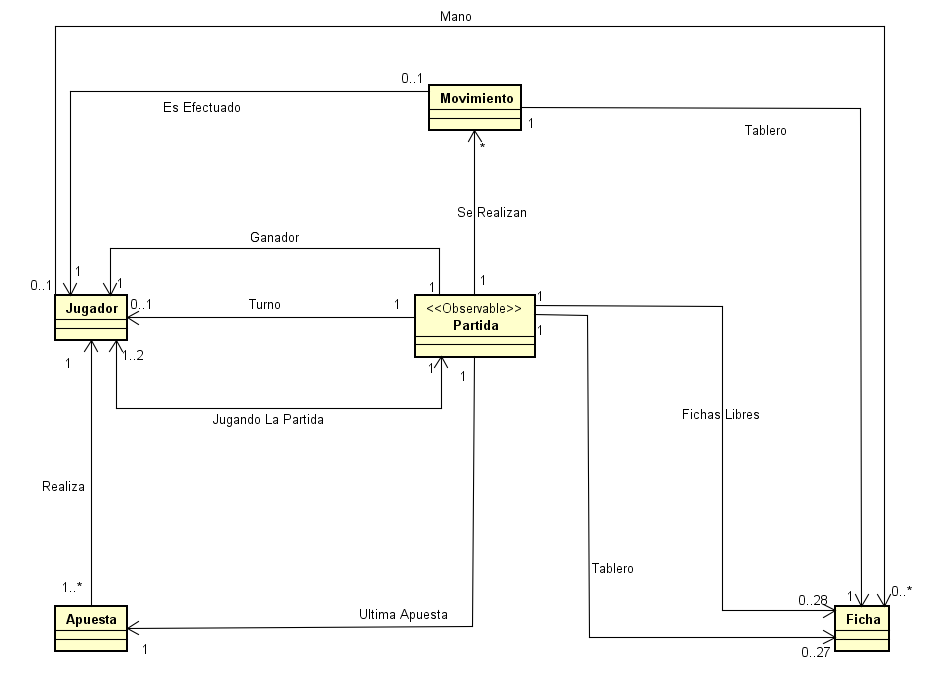 Mano
0..1
Movimiento
Es Efectuado
1
Tablero
*
Se Realizan
Ganador
1
1
1
1
0..1
0..1
Turno
1
1
<<Observable>>
Jugador
Partida
1
1..2
1
1
1
Jugando La Partida
Fichas Libres
Realiza
Tablero
1..*
1
0..*
0..28
Ultima Apuesta
Apuesta
Ficha
1
0..27